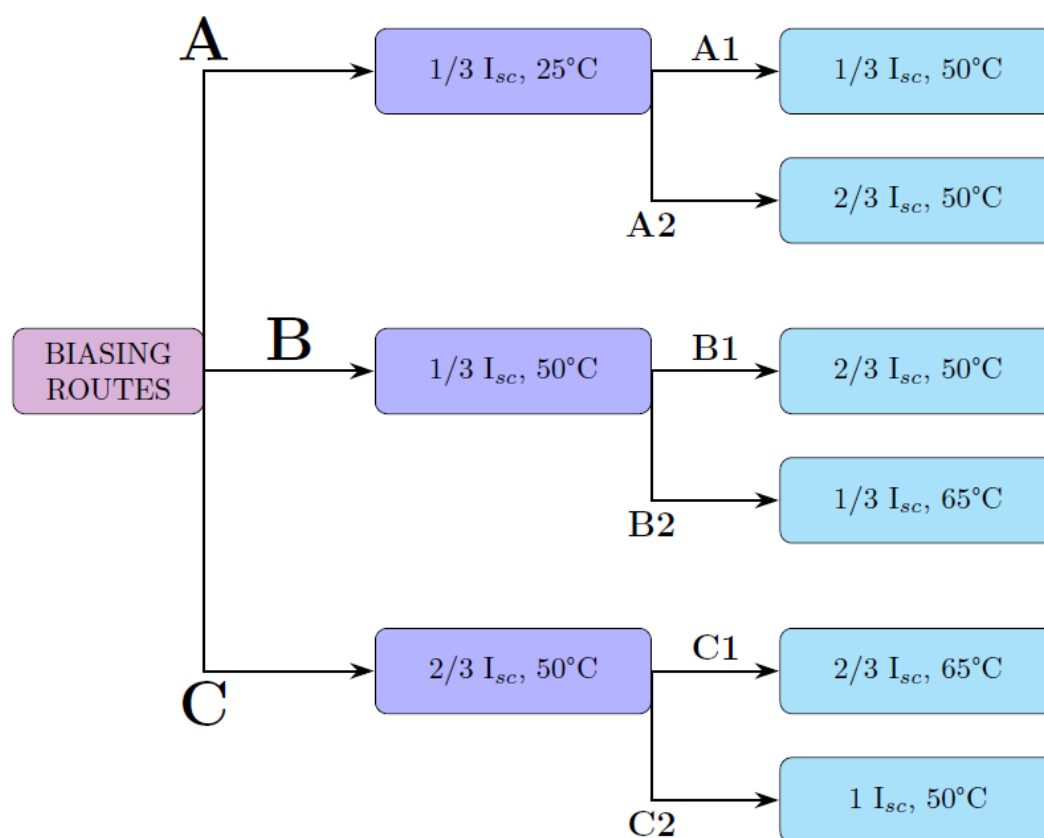 A
1/3 I_sc, 25°C
A1
1/3 I_sc, 50°C
A2
2/3 I_sc, 50°C
BIASING
ROUTES
B
1/3 I_sc, 50°C
B1
2/3 I_sc, 50°C
B2
1/3 I_sc, 65°C
C
2/3 I_sc, 50°C
C1
2/3 I_sc, 65°C
C2
1 I_sc, 50°C